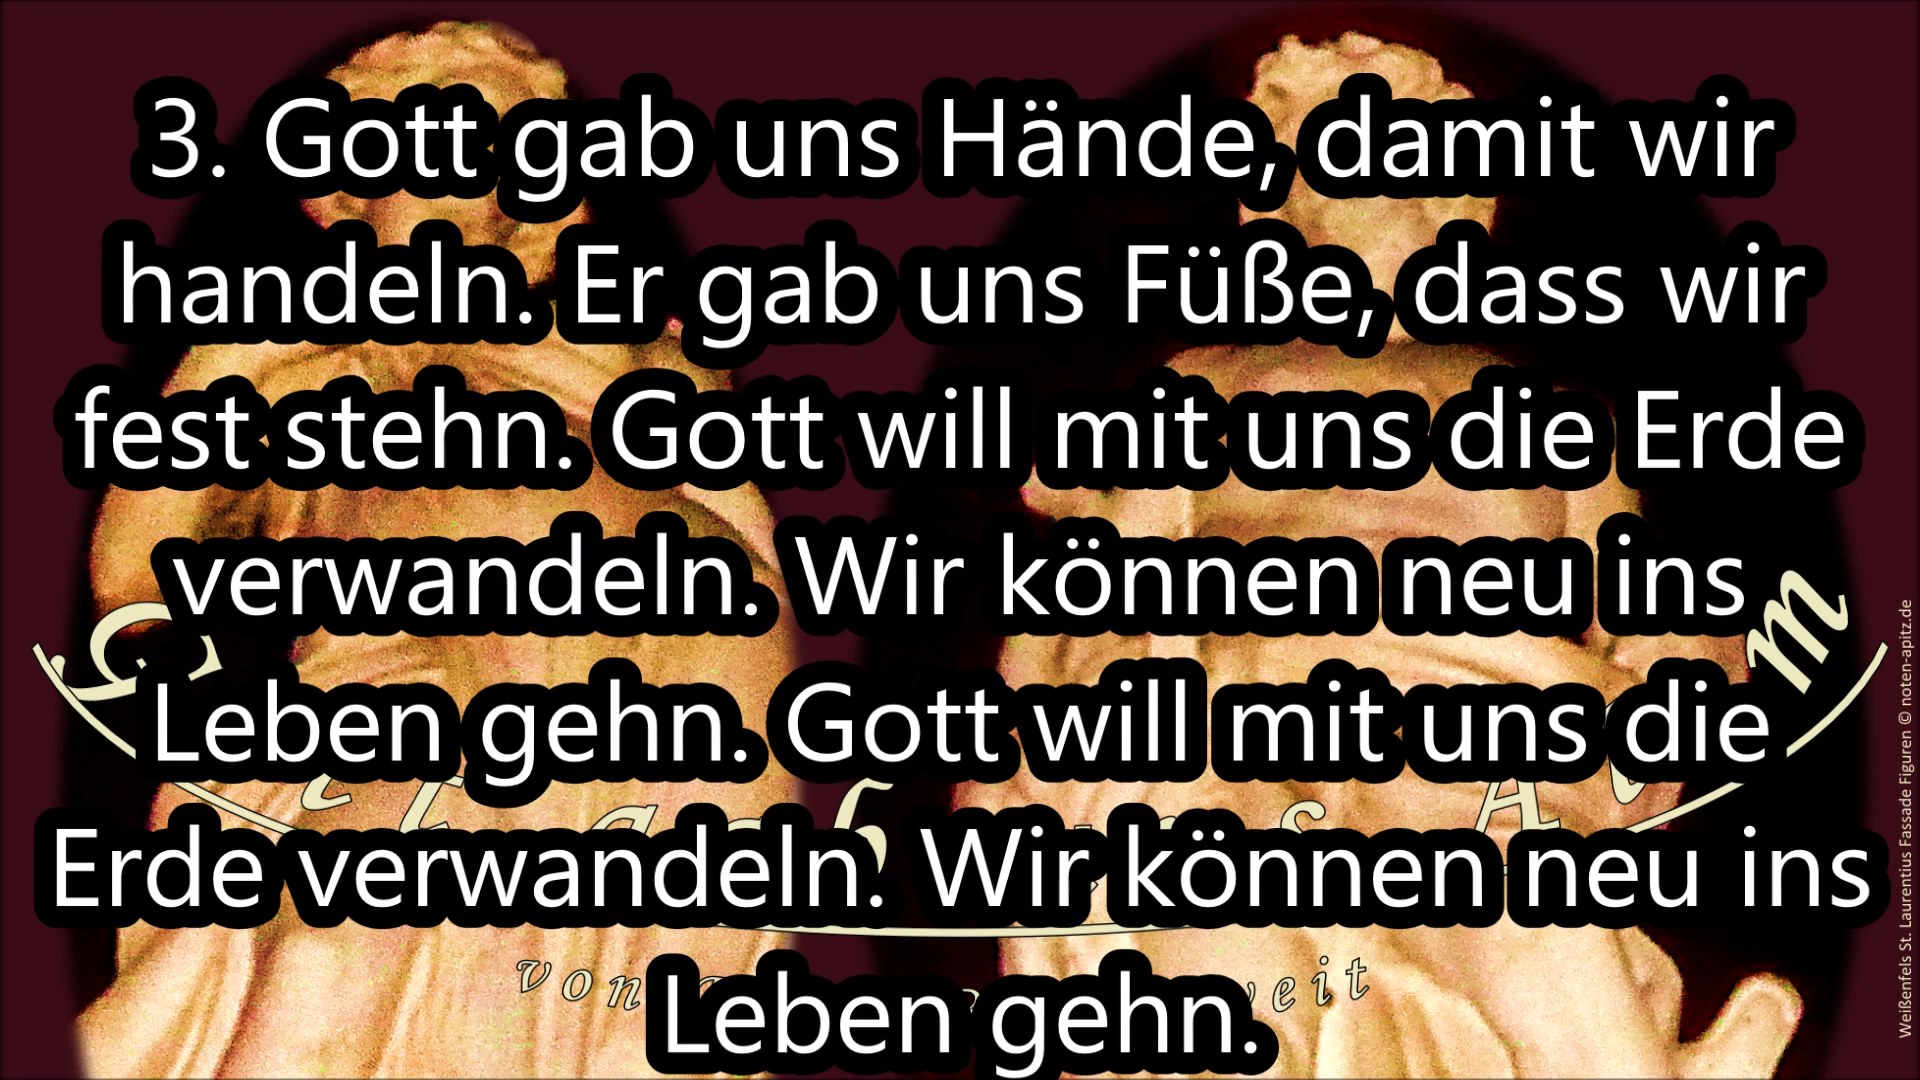 3. Gott gab uns Hände, damit wir
handeln. Er gab uns Füße, dass wir
fest stehn. Gott will mit uns die Erde
verwandeln. Wir können neu ins
Leben gehn. Gott will mit uns die
Erde verwandeln. Wir können neu ins
Leben gehn.
von
weit
Weißenfels St. Laurentius Fassade Figuren © noten-apitz.de